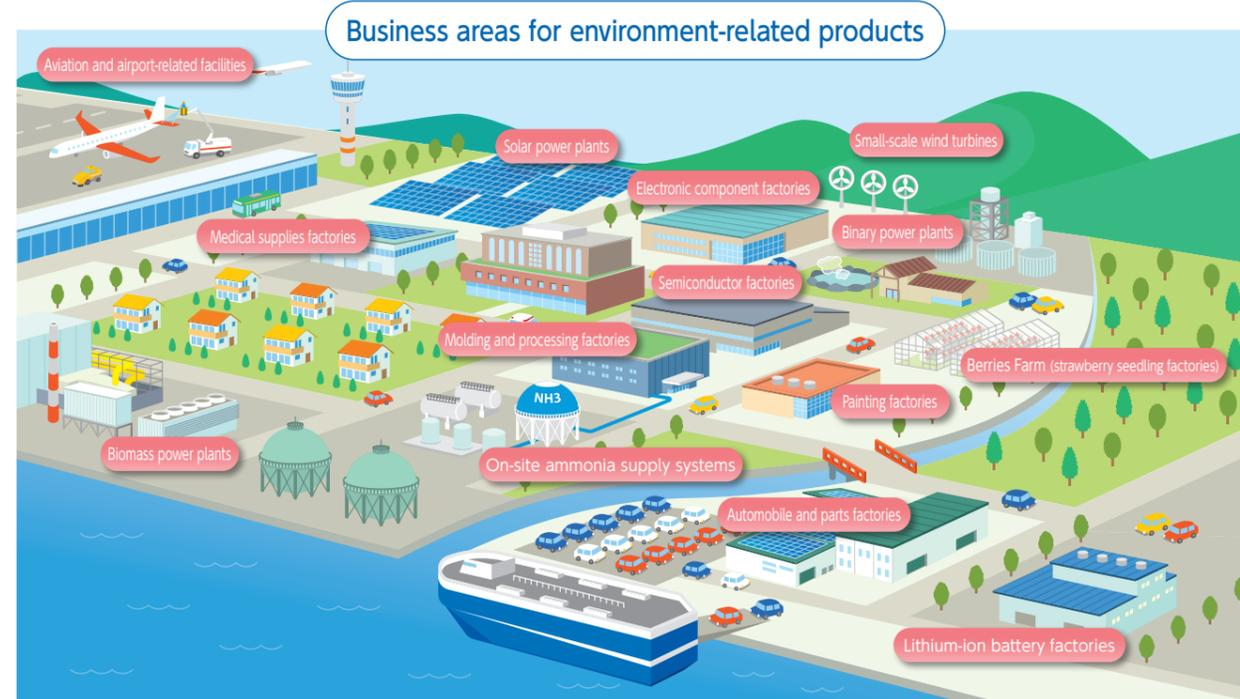 Business areas for environment-related products
Aviation and airport-related facilities
Solar power plants
Small-scale wind turbines
Electronic component factories
Medical supplies factories
Binary power plants
Semiconductor factories
Molding and processing factories
Berries Farm (strawberry seedling factories)
NH3
Painting factories
Biomass power plants
On-site ammonia supply systems
Automobile and parts factories
Lithium-ion battery factories